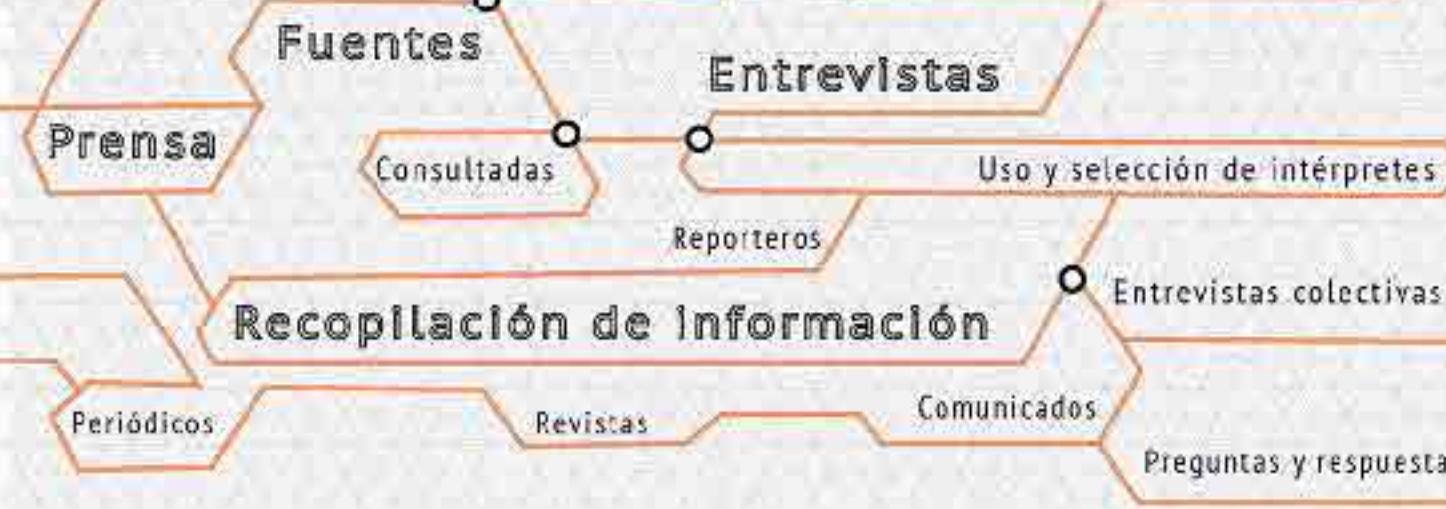 Fuentes
Entrevistas
Prensa
Consultadas
Uso y selección de intérpretes
Reporteros
Entrevistas colectivas
Recopilación de información
Periódicos
Revistas
Comunicados
Preguntas y respuesta